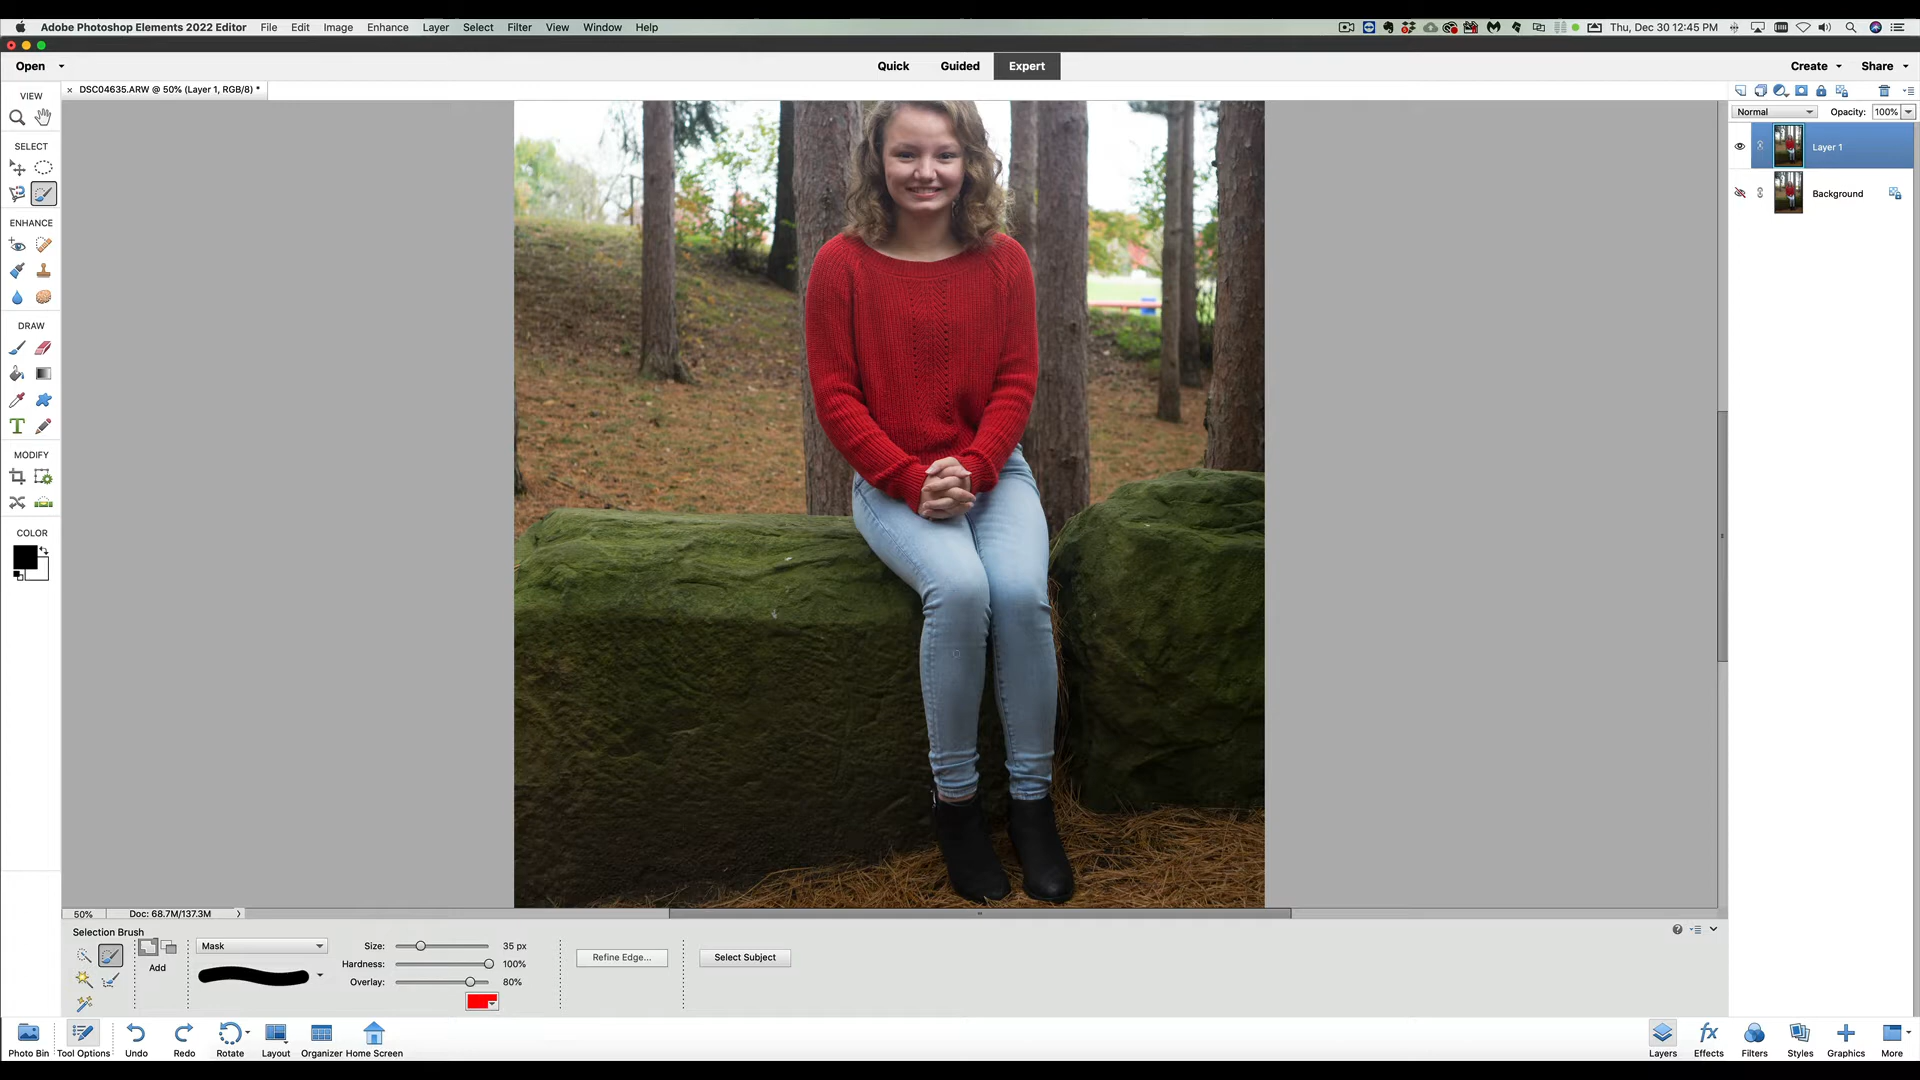 Adobe Photoshop Elements 2022 Editor File Edit Image Enhance Layer Select Filter View Window Help Thu, Dec 30 12:45 PM
Open Quick Guided Expert Create Share
× DSC04635.ARW @ 50% (Layer 1, RGB/8) *
VIEW
SELECT
ENHANCE
DRAW
MODIFY
COLOR
Normal Opacity: 100%
Layer 1
Background
50% Doc: 68.7M/137.3M
Selection Brush
Add
Mask
Size: 35 px
Hardness: 100%
Overlay: 80%
Refine Edge...
Select Subject
Photo Bin Tool Options Undo Redo Rotate Layout Organizer Home Screen Layers Effects Filters Styles Graphics More